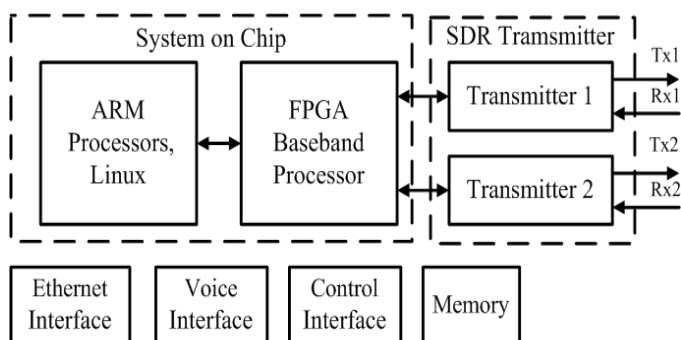 System on Chip
SDR Tramsmitter
ARM
Processors,
Linux
FPGA
Baseband
Processor
Transmitter 1
Transmitter 2
Tx1
Rx1
Tx2
Rx2
Ethernet
Interface
Voice
Interface
Control
Interface
Memory